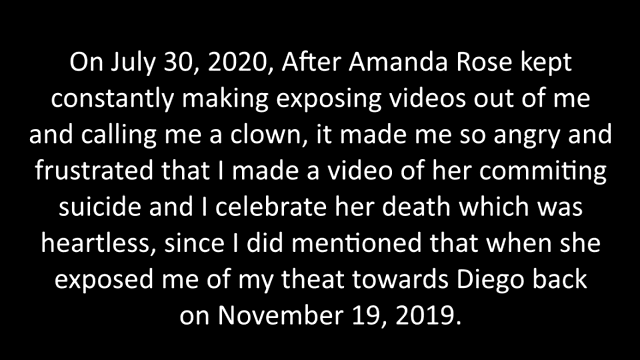 On July 30, 2020, After Amanda Rose kept
constantly making exposing videos out of me
and calling me a clown, it made me so angry and
frustrated that I made a video of her commiting
suicide and I celebrate her death which was
heartless, since I did mentioned that when she
exposed me of my theat towards Diego back
on November 19, 2019.